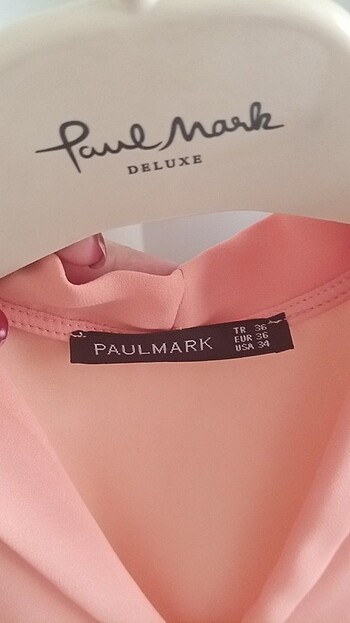 Paul Mark
DELUXE
PAULMARK
TR 36
EUR 36
USA 34